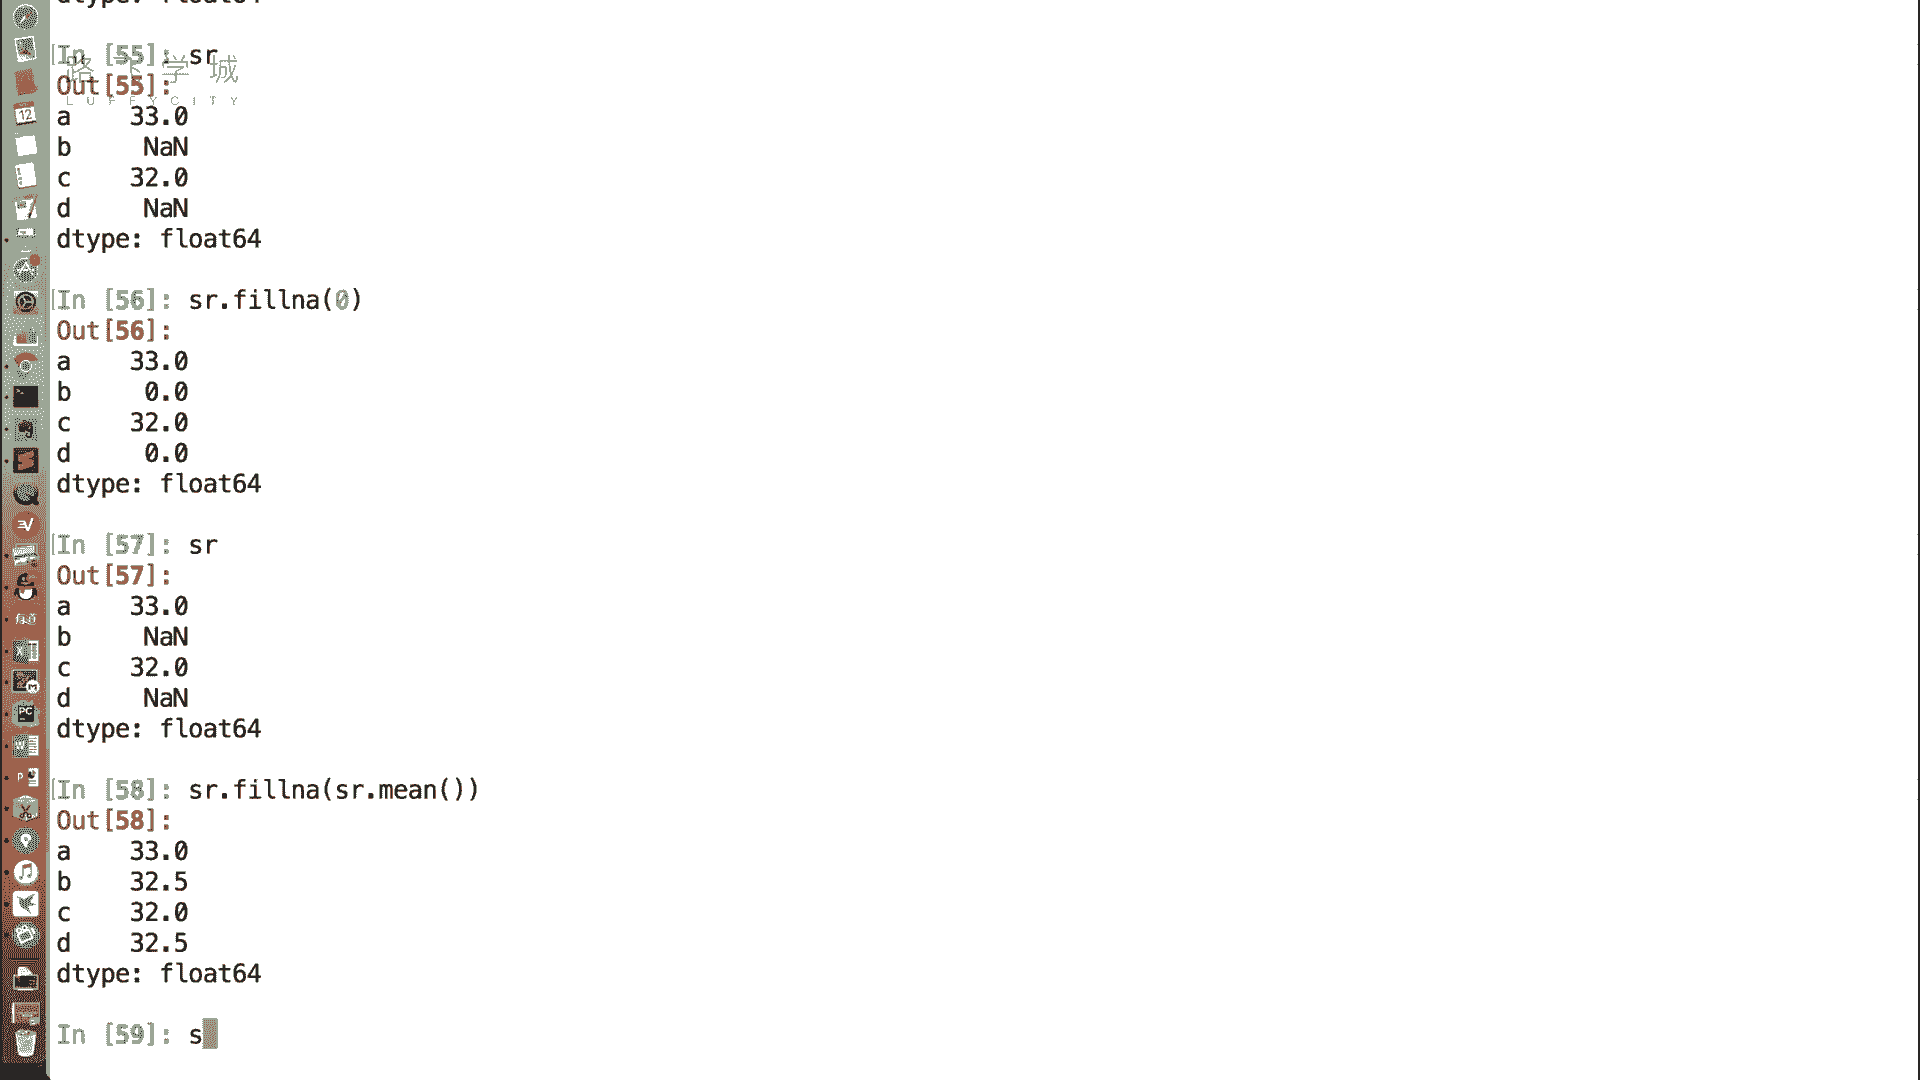 dtype: float64
In [55]: sr
路飞学城
Out[55]:
LUFFYCITY
a     33.0
b      NaN
c     32.0
d      NaN
dtype: float64
In [56]: sr.fillna(0)
Out[56]:
a     33.0
b      0.0
c     32.0
d      0.0
dtype: float64
In [57]: sr
Out[57]:
a     33.0
b      NaN
c     32.0
d      NaN
dtype: float64
In [58]: sr.fillna(sr.mean())
Out[58]:
a     33.0
b     32.5
c     32.0
d     32.5
dtype: float64
In [59]: s
12
PC